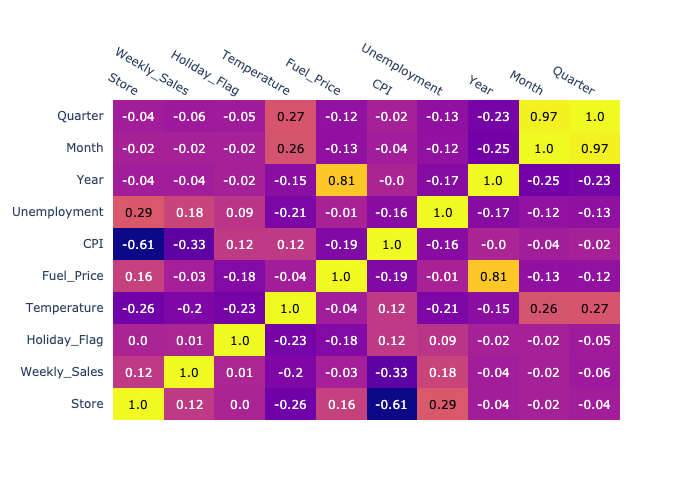 Store Weekly_Sales Holiday_Flag Temperature Fuel_Price CPI Unemployment Year Month Quarter
Quarter -0.04 -0.06 -0.05 0.27 -0.12 -0.02 -0.13 -0.23 0.97 1.0
Month -0.02 -0.02 -0.02 0.26 -0.13 -0.04 -0.12 -0.25 1.0 0.97
Year -0.04 -0.04 -0.02 -0.15 0.81 -0.0 -0.17 1.0 -0.25 -0.23
Unemployment 0.29 0.18 0.09 -0.21 -0.01 -0.16 1.0 -0.17 -0.12 -0.13
CPI -0.61 -0.33 0.12 0.12 -0.19 1.0 -0.16 -0.0 -0.04 -0.02
Fuel_Price 0.16 -0.03 -0.18 -0.04 1.0 -0.19 -0.01 0.81 -0.13 -0.12
Temperature -0.26 -0.2 -0.23 1.0 -0.04 0.12 -0.21 -0.15 0.26 0.27
Holiday_Flag 0.0 0.01 1.0 -0.23 -0.18 0.12 0.09 -0.02 -0.02 -0.05
Weekly_Sales 0.12 1.0 0.01 -0.2 -0.03 -0.33 0.18 -0.04 -0.02 -0.06
Store 1.0 0.12 0.0 -0.26 0.16 -0.61 0.29 -0.04 -0.02 -0.04